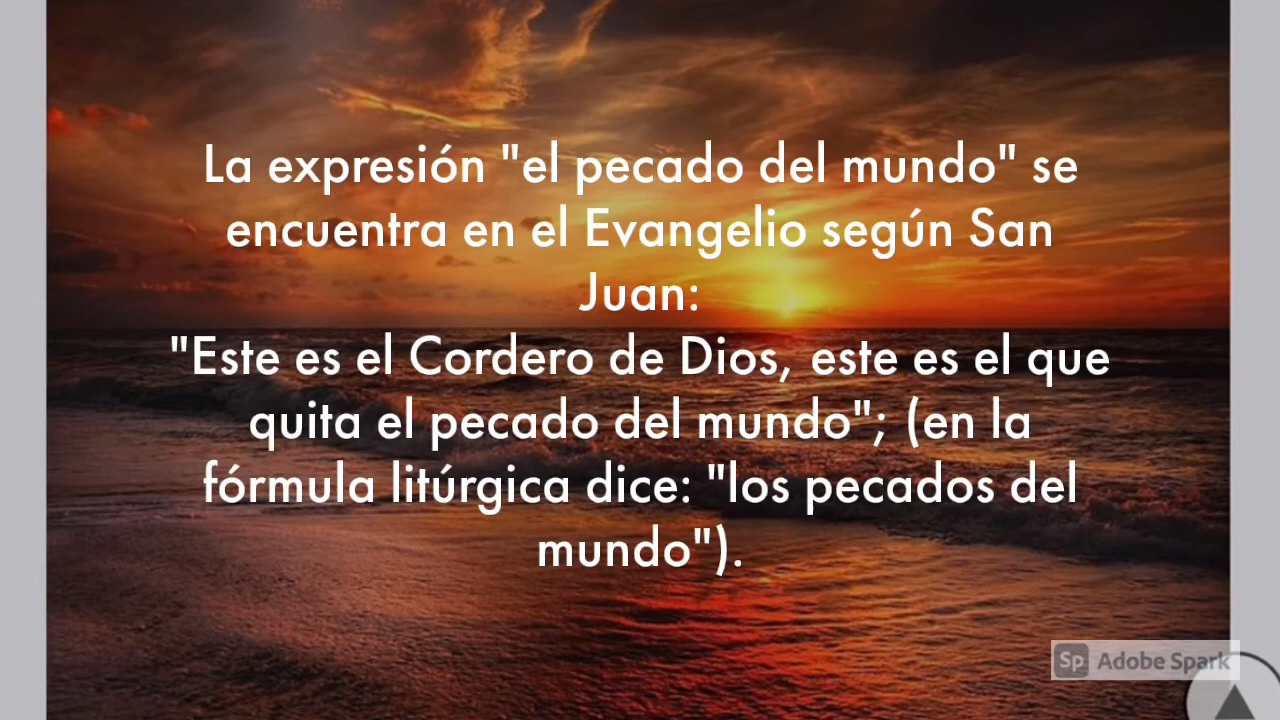 La expresión "el pecado del mundo" se
encuentra en el Evangelio según San
Juan:
"Este es el Cordero de Dios, este es el que
quita el pecado del mundo"; (en la
fórmula litúrgica dice: "los pecados del
mundo").
Sp Adobe Spark